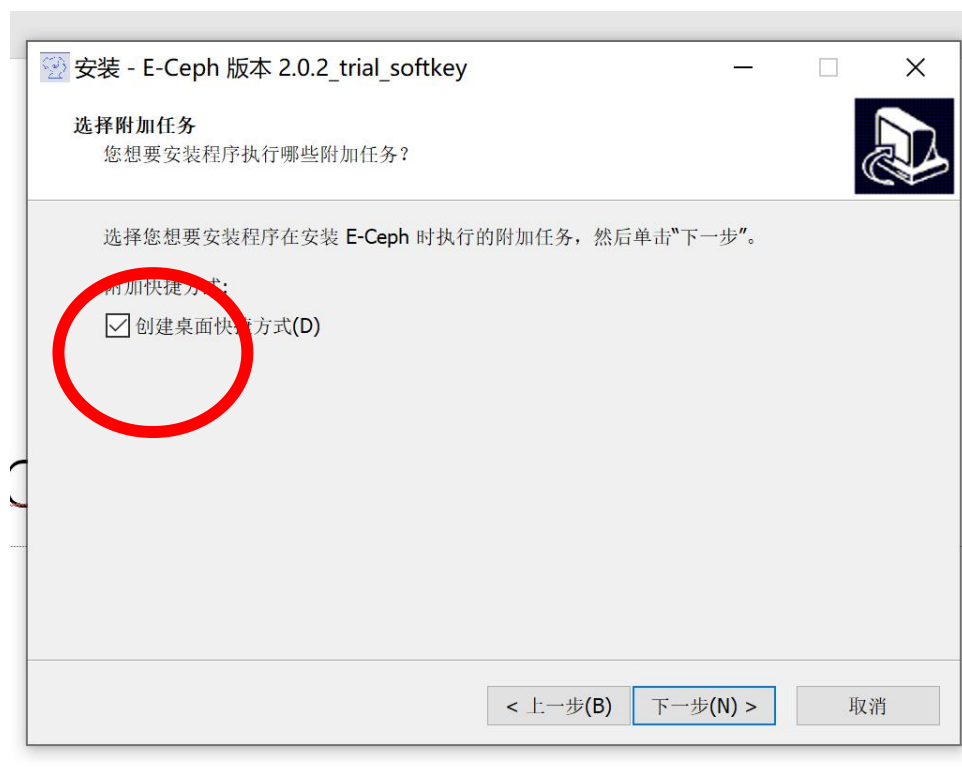 安装 - E-Ceph 版本 2.0.2_trial_softkey
选择附加任务
您想要安装程序执行哪些附加任务？
选择您想要安装程序在安装 E-Ceph 时执行的附加任务，然后单击“下一步”。
附加快捷方式:
创建桌面快捷方式(D)
< 上一步(B)
下一步(N) >
取消